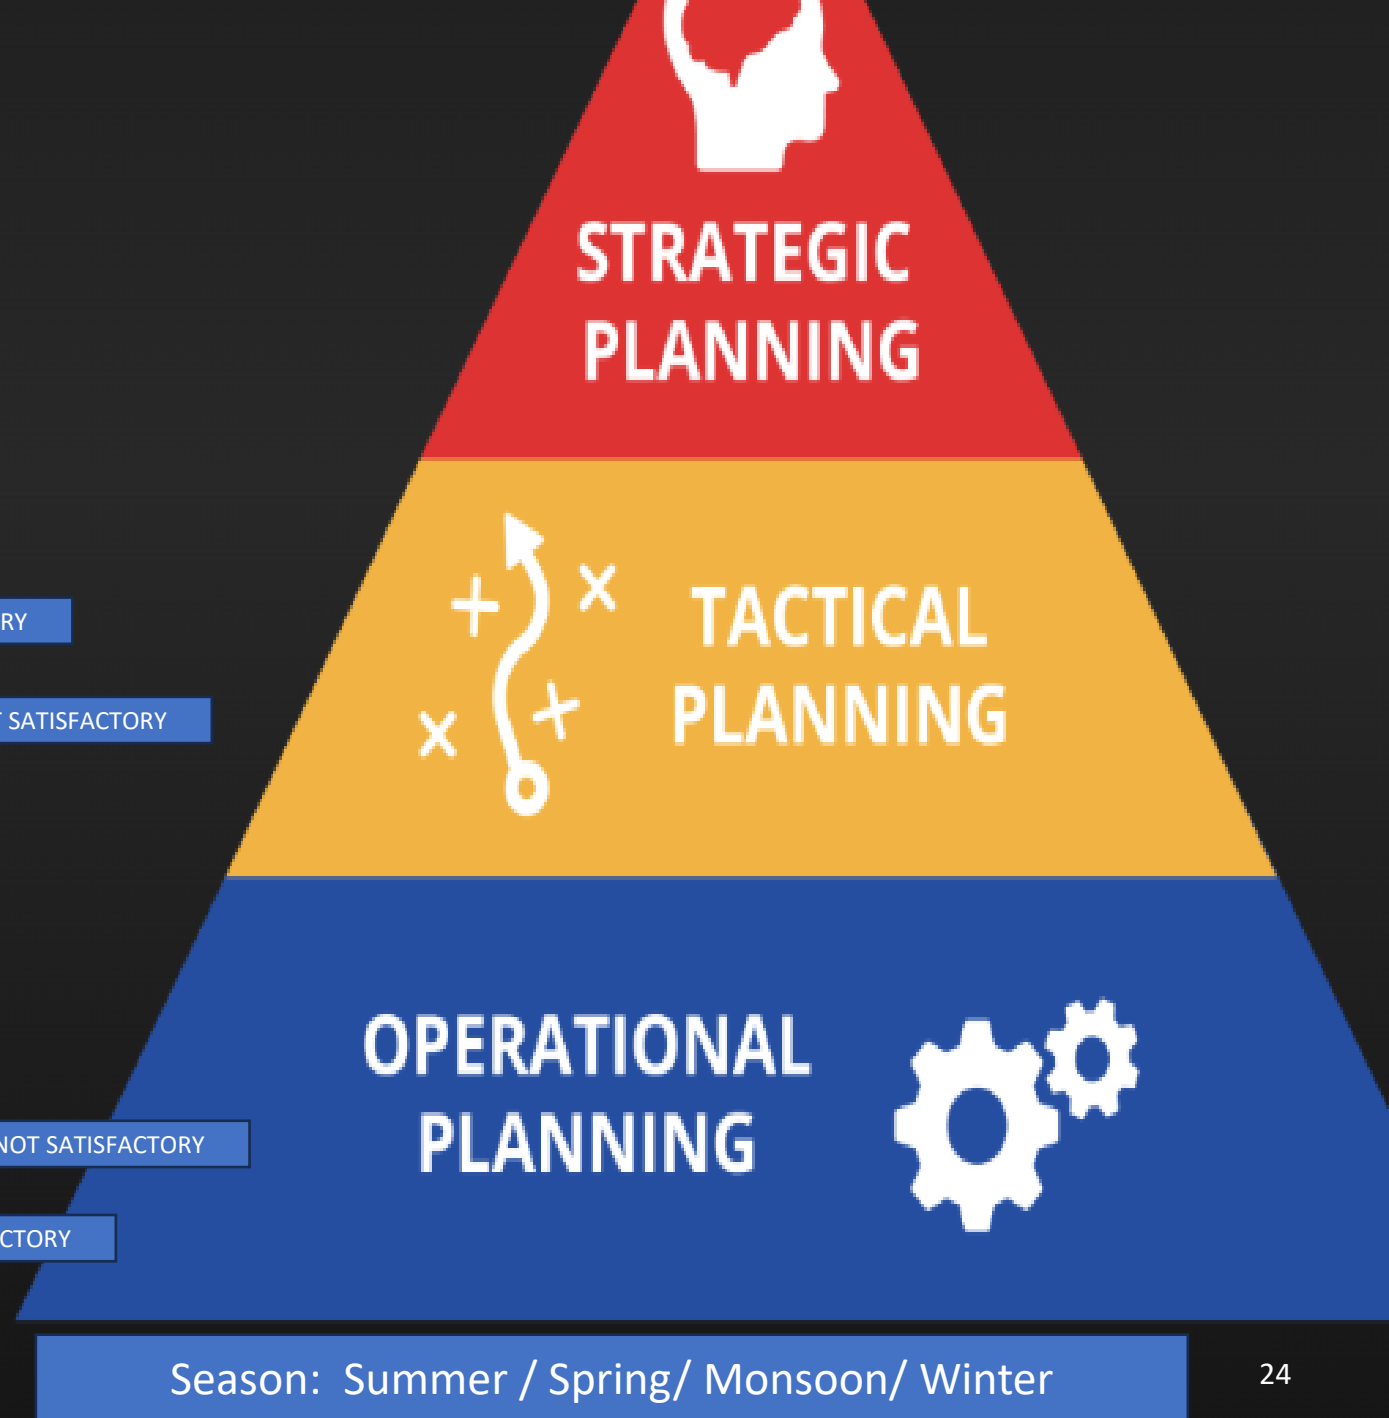 STRATEGIC
PLANNING
RY
TACTICAL
PLANNING
SATISFACTORY
OPERATIONAL
PLANNING
NOT SATISFACTORY
CTORY
Season: Summer / Spring/ Monsoon/ Winter
24